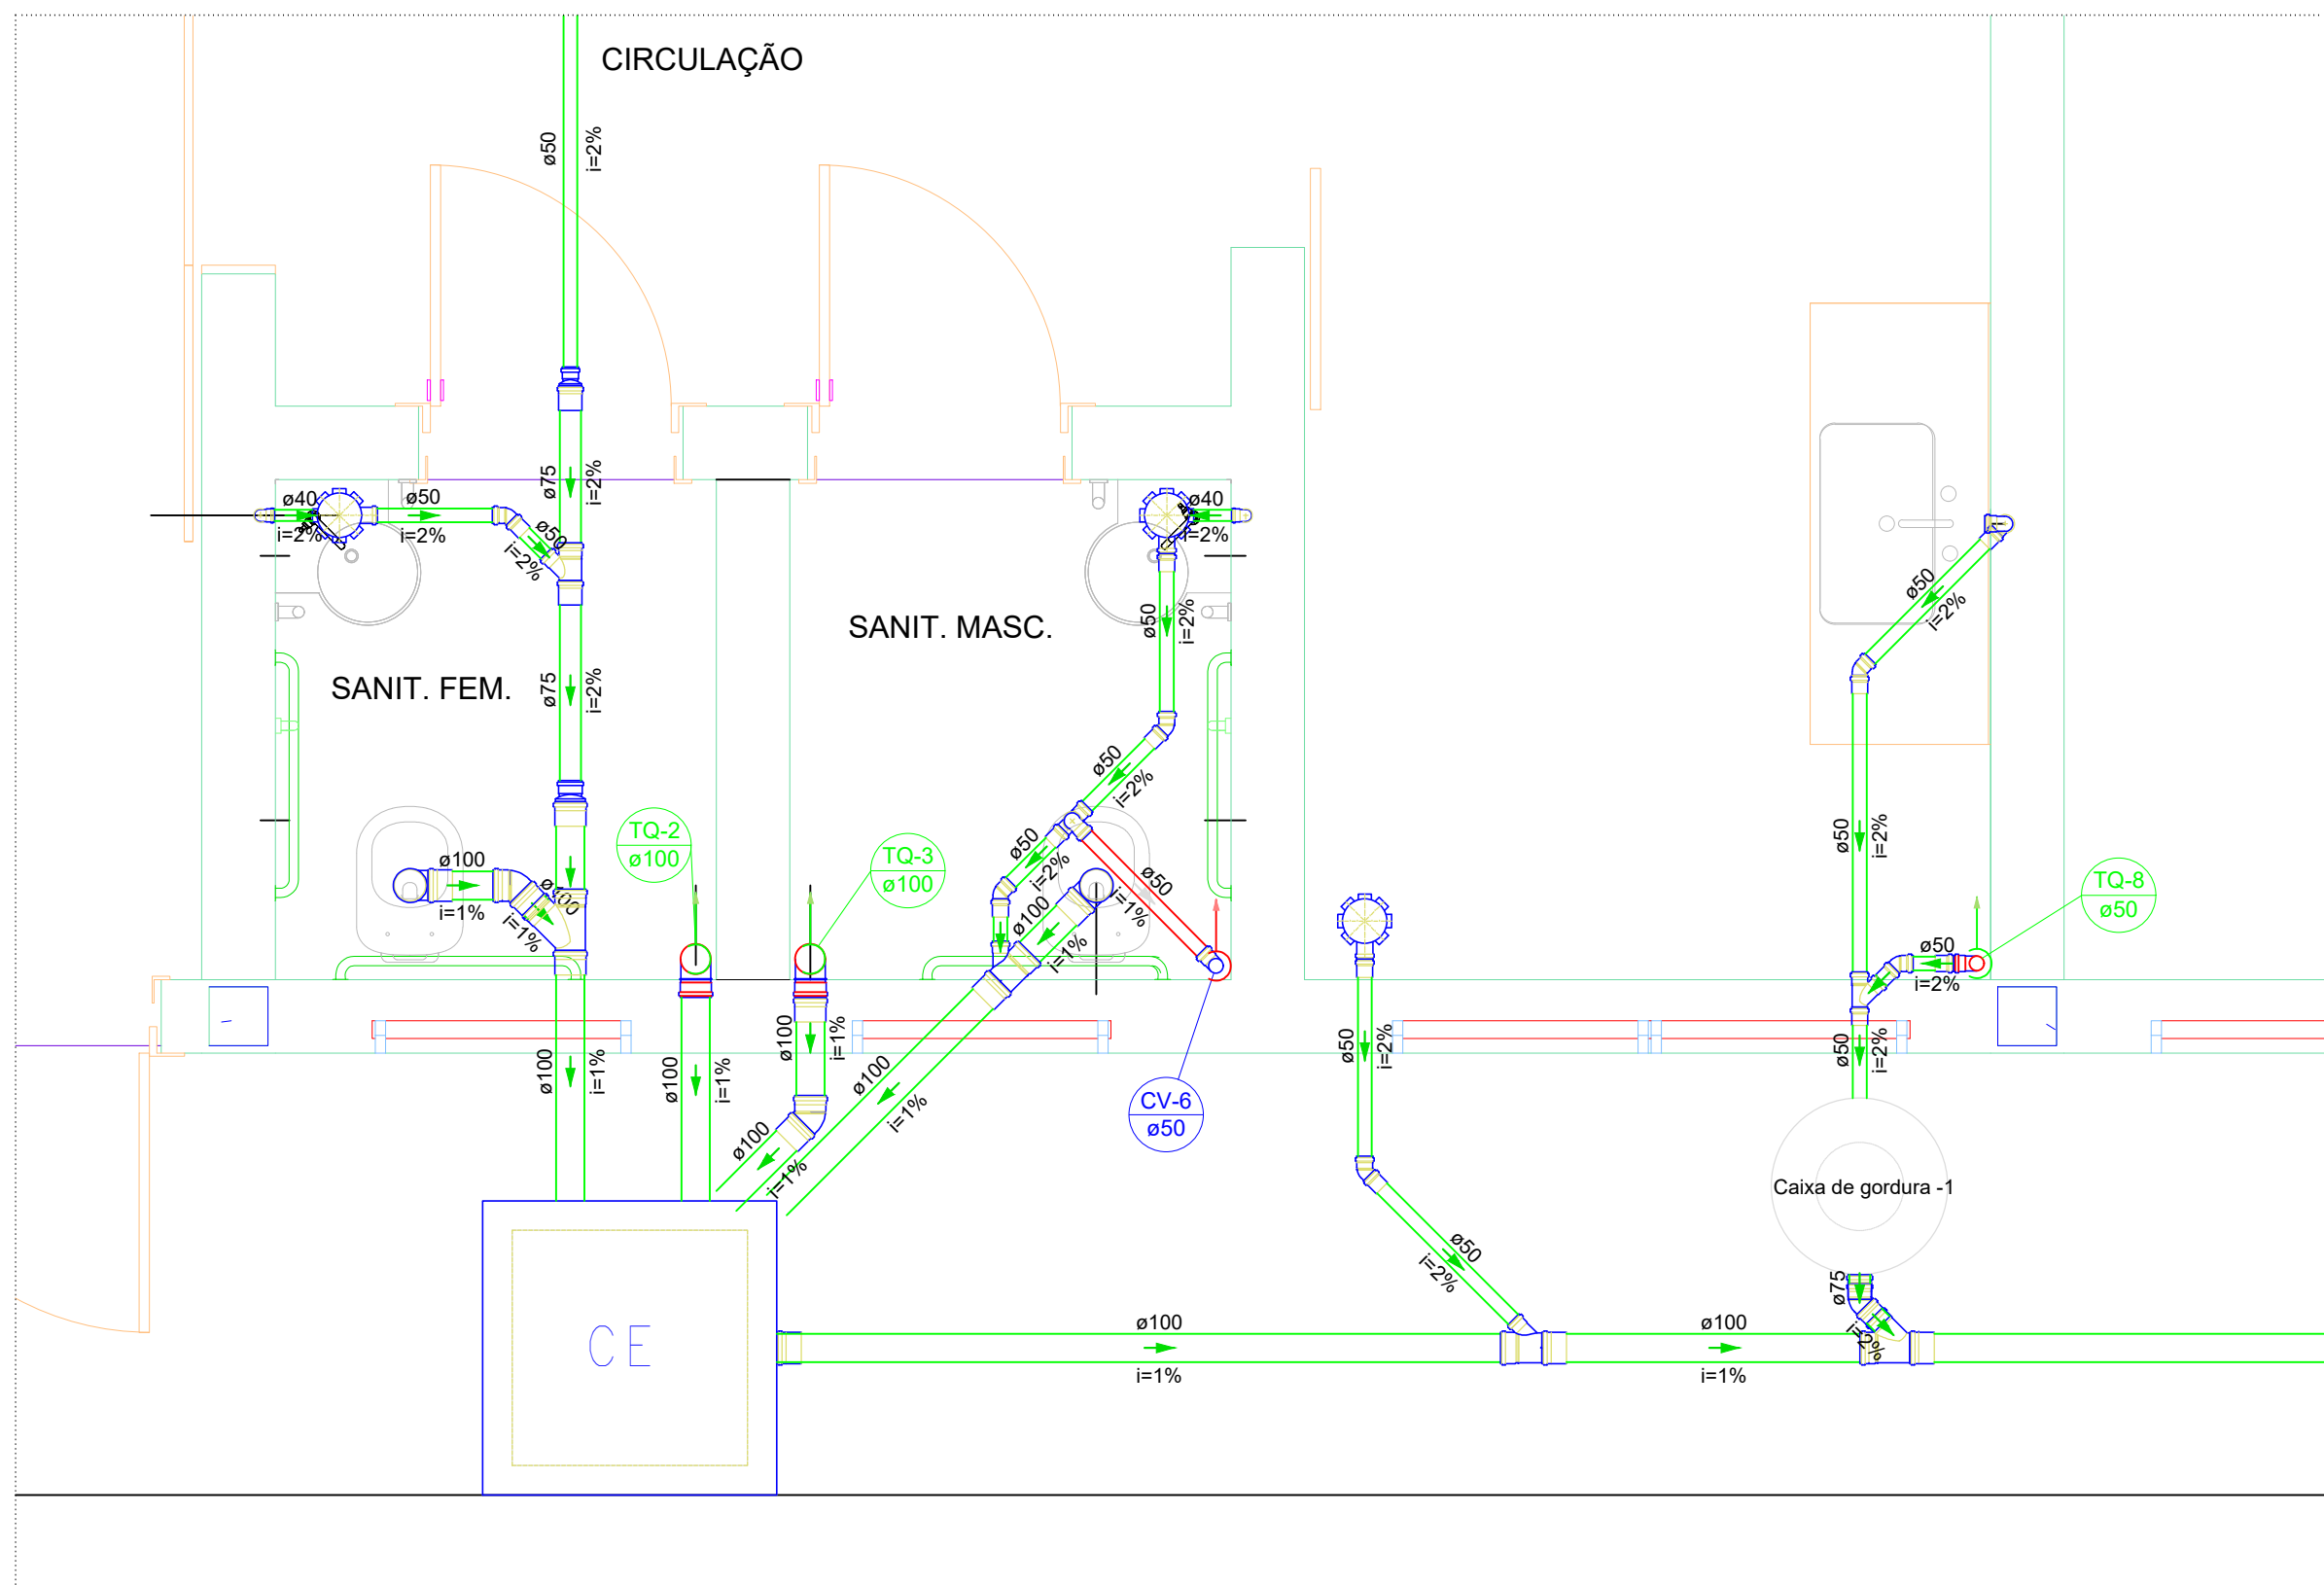 CIRCULAÇÃO
ø50
i=2%
ø75
i=2%
ø40
i=2%
ø50
i=2%
ø50
i=2%
ø40
i=2%
ø50
i=2%
SANIT. MASC.
SANIT. FEM.
ø75
i=2%
ø50
i=2%
ø50
i=2%
ø50
i=2%
TQ-2
ø100
TQ-3
ø100
ø100
i=1%
ø100
i=1%
ø50
i=2%
ø50
i=1%
ø100
i=1%
ø50
i=2%
TQ-8
ø50
ø50
i=2%
ø100
i=1%
ø100
i=1%
ø100
i=1%
ø100
i=1%
ø100
i=1%
ø50
i=2%
ø50
i=2%
CV-6
ø50
Caixa de gordura -1
ø50
i=2%
ø75
i=2%
CE
ø100
i=1%
ø100
i=1%